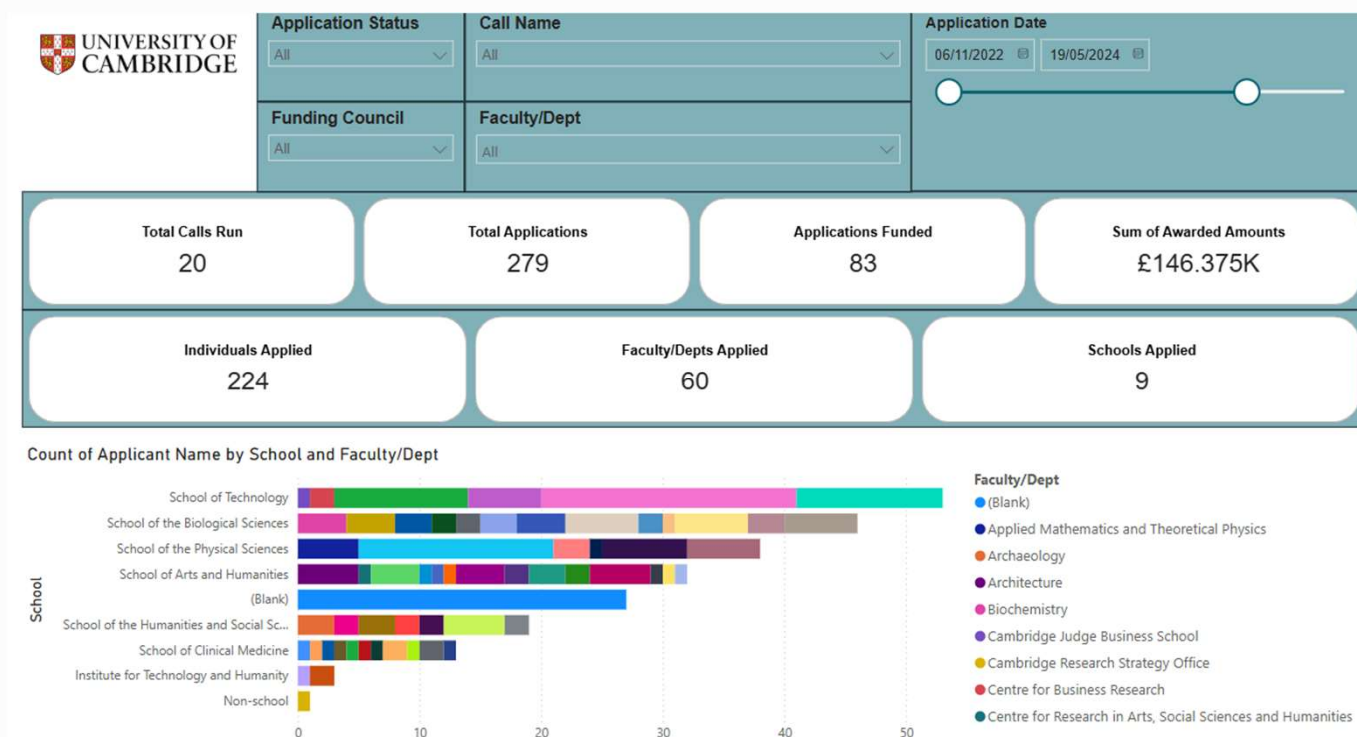 UNIVERSITY OF
CAMBRIDGE
Application Status
All
Call Name
All
Application Date
06/11/2022
19/05/2024
Funding Council
All
Faculty/Dept
All
Total Calls Run
20
Total Applications
279
Applications Funded
83
Sum of Awarded Amounts
£146.375K
Individuals Applied
224
Faculty/Depts Applied
60
Schools Applied
9
Count of Applicant Name by School and Faculty/Dept
School
School of Technology
School of the Biological Sciences
School of the Physical Sciences
School of Arts and Humanities
(Blank)
School of the Humanities and Social Sc...
School of Clinical Medicine
Institute for Technology and Humanity
Non-school
0 10 20 30 40 50
Faculty/Dept
(Blank)
Applied Mathematics and Theoretical Physics
Archaeology
Architecture
Biochemistry
Cambridge Judge Business School
Cambridge Research Strategy Office
Centre for Business Research
Centre for Research in Arts, Social Sciences and Humanities